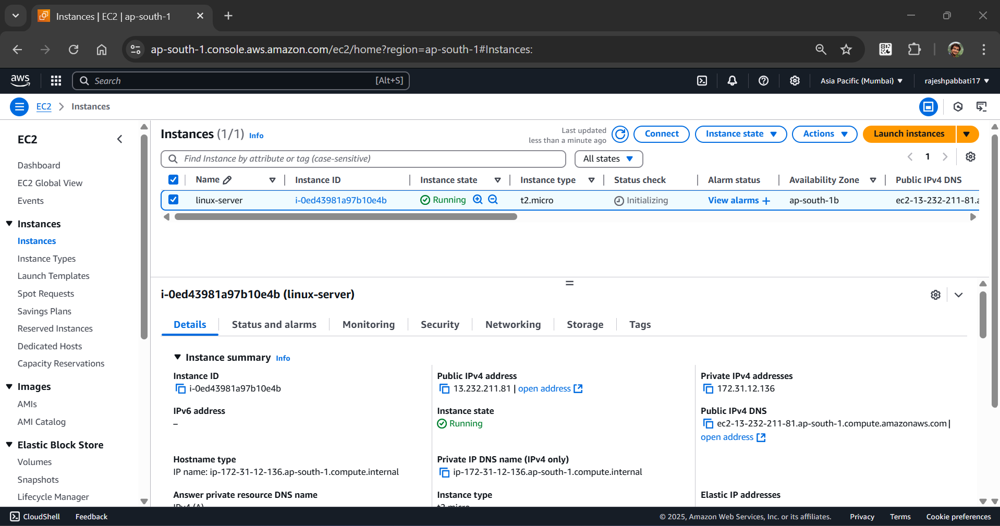 Instances | EC2 | ap-south-1
ap-south-1.console.aws.amazon.com/ec2/home?region=ap-south-1#Instances:
aws
Search [Alt+S]
Asia Pacific (Mumbai)
rajeshpabbati17
EC2 > Instances
EC2
Dashboard
EC2 Global View
Events
Instances
Instances
Instance Types
Launch Templates
Spot Requests
Savings Plans
Reserved Instances
Dedicated Hosts
Capacity Reservations
Images
AMIs
AMI Catalog
Elastic Block Store
Volumes
Snapshots
Lifecycle Manager
Instances (1/1) Info
Last updated
less than a minute ago
Connect
Instance state
Actions
Launch instances
Find Instance by attribute or tag (case-sensitive)
All states
1
Name Instance ID Instance state Instance type Status check Alarm status Availability Zone Public IPv4 DNS
linux-server i-0ed43981a97b10e4b Running t2.micro Initializing View alarms + ap-south-1b ec2-13-232-211-81.a
i-0ed43981a97b10e4b (linux-server)
Details Status and alarms Monitoring Security Networking Storage Tags
Instance summary Info
Instance ID
i-0ed43981a97b10e4b
Public IPv4 address
13.232.211.81 | open address
Private IPv4 addresses
172.31.12.136
IPv6 address
–
Instance state
Running
Public IPv4 DNS
ec2-13-232-211-81.ap-south-1.compute.amazonaws.com |
open address
Hostname type
IP name: ip-172-31-12-136.ap-south-1.compute.internal
Private IP DNS name (IPv4 only)
ip-172-31-12-136.ap-south-1.compute.internal
Answer private resource DNS name
IPv4 (A)
Instance type
t2.micro
Elastic IP addresses
CloudShell
Feedback
© 2025, Amazon Web Services, Inc. or its affiliates.
Privacy
Terms
Cookie preferences